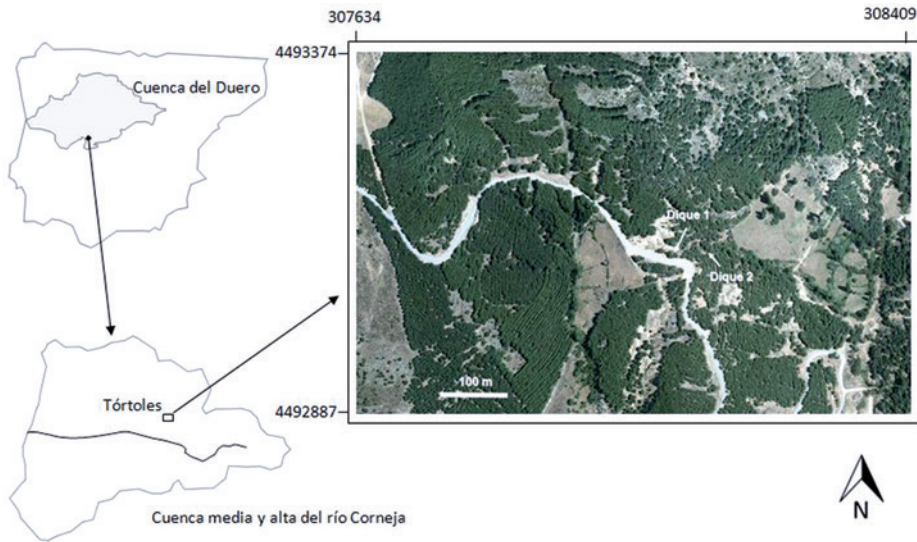 307634
308409
4493374
Cuenca del Duero
Dique 1
Dique 2
Tórtoles
100 m
4492887
N
Cuenca media y alta del río Corneja